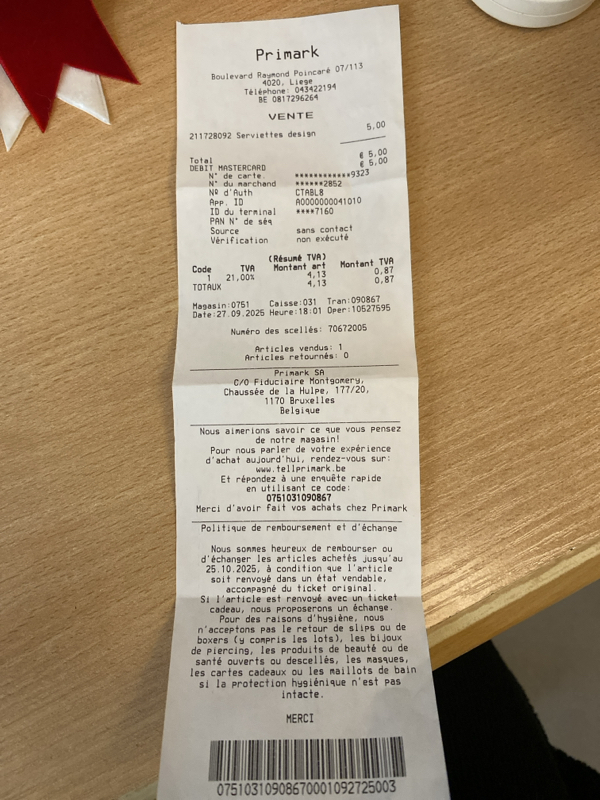 Primark
Boulevard Raymond Poincaré 07/113
4020, Liege
Téléphone: 043422194
BE 0817296264
VENTE
211728092 Serviettes design 5,00
Total € 5,00
DEBIT MASTERCARD € 5,00
N° de carte. ************9323
N° du marchand ******2852
Nº d'Auth CTABL8
App. ID A0000000041010
ID du terminal ****7160
PAN N° de séq
Source sans contact
Vérification non exécuté
(Résumé TVA)
Code TVA Montant art Montant TVA
1 21,00% 4,13 0,87
TOTAUX 4,13 0,87
Magasin:0751 Caisse:031 Tran:090867
Date:27.09.2025 Heure:18:01 Oper:10527595
Numéro des scellés: 70672005
Articles vendus: 1
Articles retournés: 0
Primark SA
C/O Fiduciaire Montgomery,
Chaussée de la Hulpe, 177/20,
1170 Bruxelles
Belgique
Nous aimerions savoir ce que vous pensez
de notre magasin!
Pour nous parler de votre expérience
d'achat aujourd'hui, rendez-vous sur:
www.tellprimark.be
Et répondez à une enquête rapide
en utilisant ce code:
0751031090867
Merci d'avoir fait vos achats chez Primark
Politique de remboursement et d'échange
Nous sommes heureux de rembourser ou
d'échanger les articles achetés jusqu'au
25.10.2025, à condition que l'article
soit renvoyé dans un état vendable,
accompagné du ticket original.
Si l'article est renvoyé avec un ticket
cadeau, nous proposerons un échange.
Pour des raisons d'hygiène, nous
n'acceptons pas le retour de slips ou de
boxers (y compris les lots), les bijoux
de piercing, les produits de beauté ou de
santé ouverts ou descellés, les masques,
les cartes cadeaux ou les maillots de bain
si la protection hygiénique n'est pas
intacte.
MERCI
07510310908670001092725003